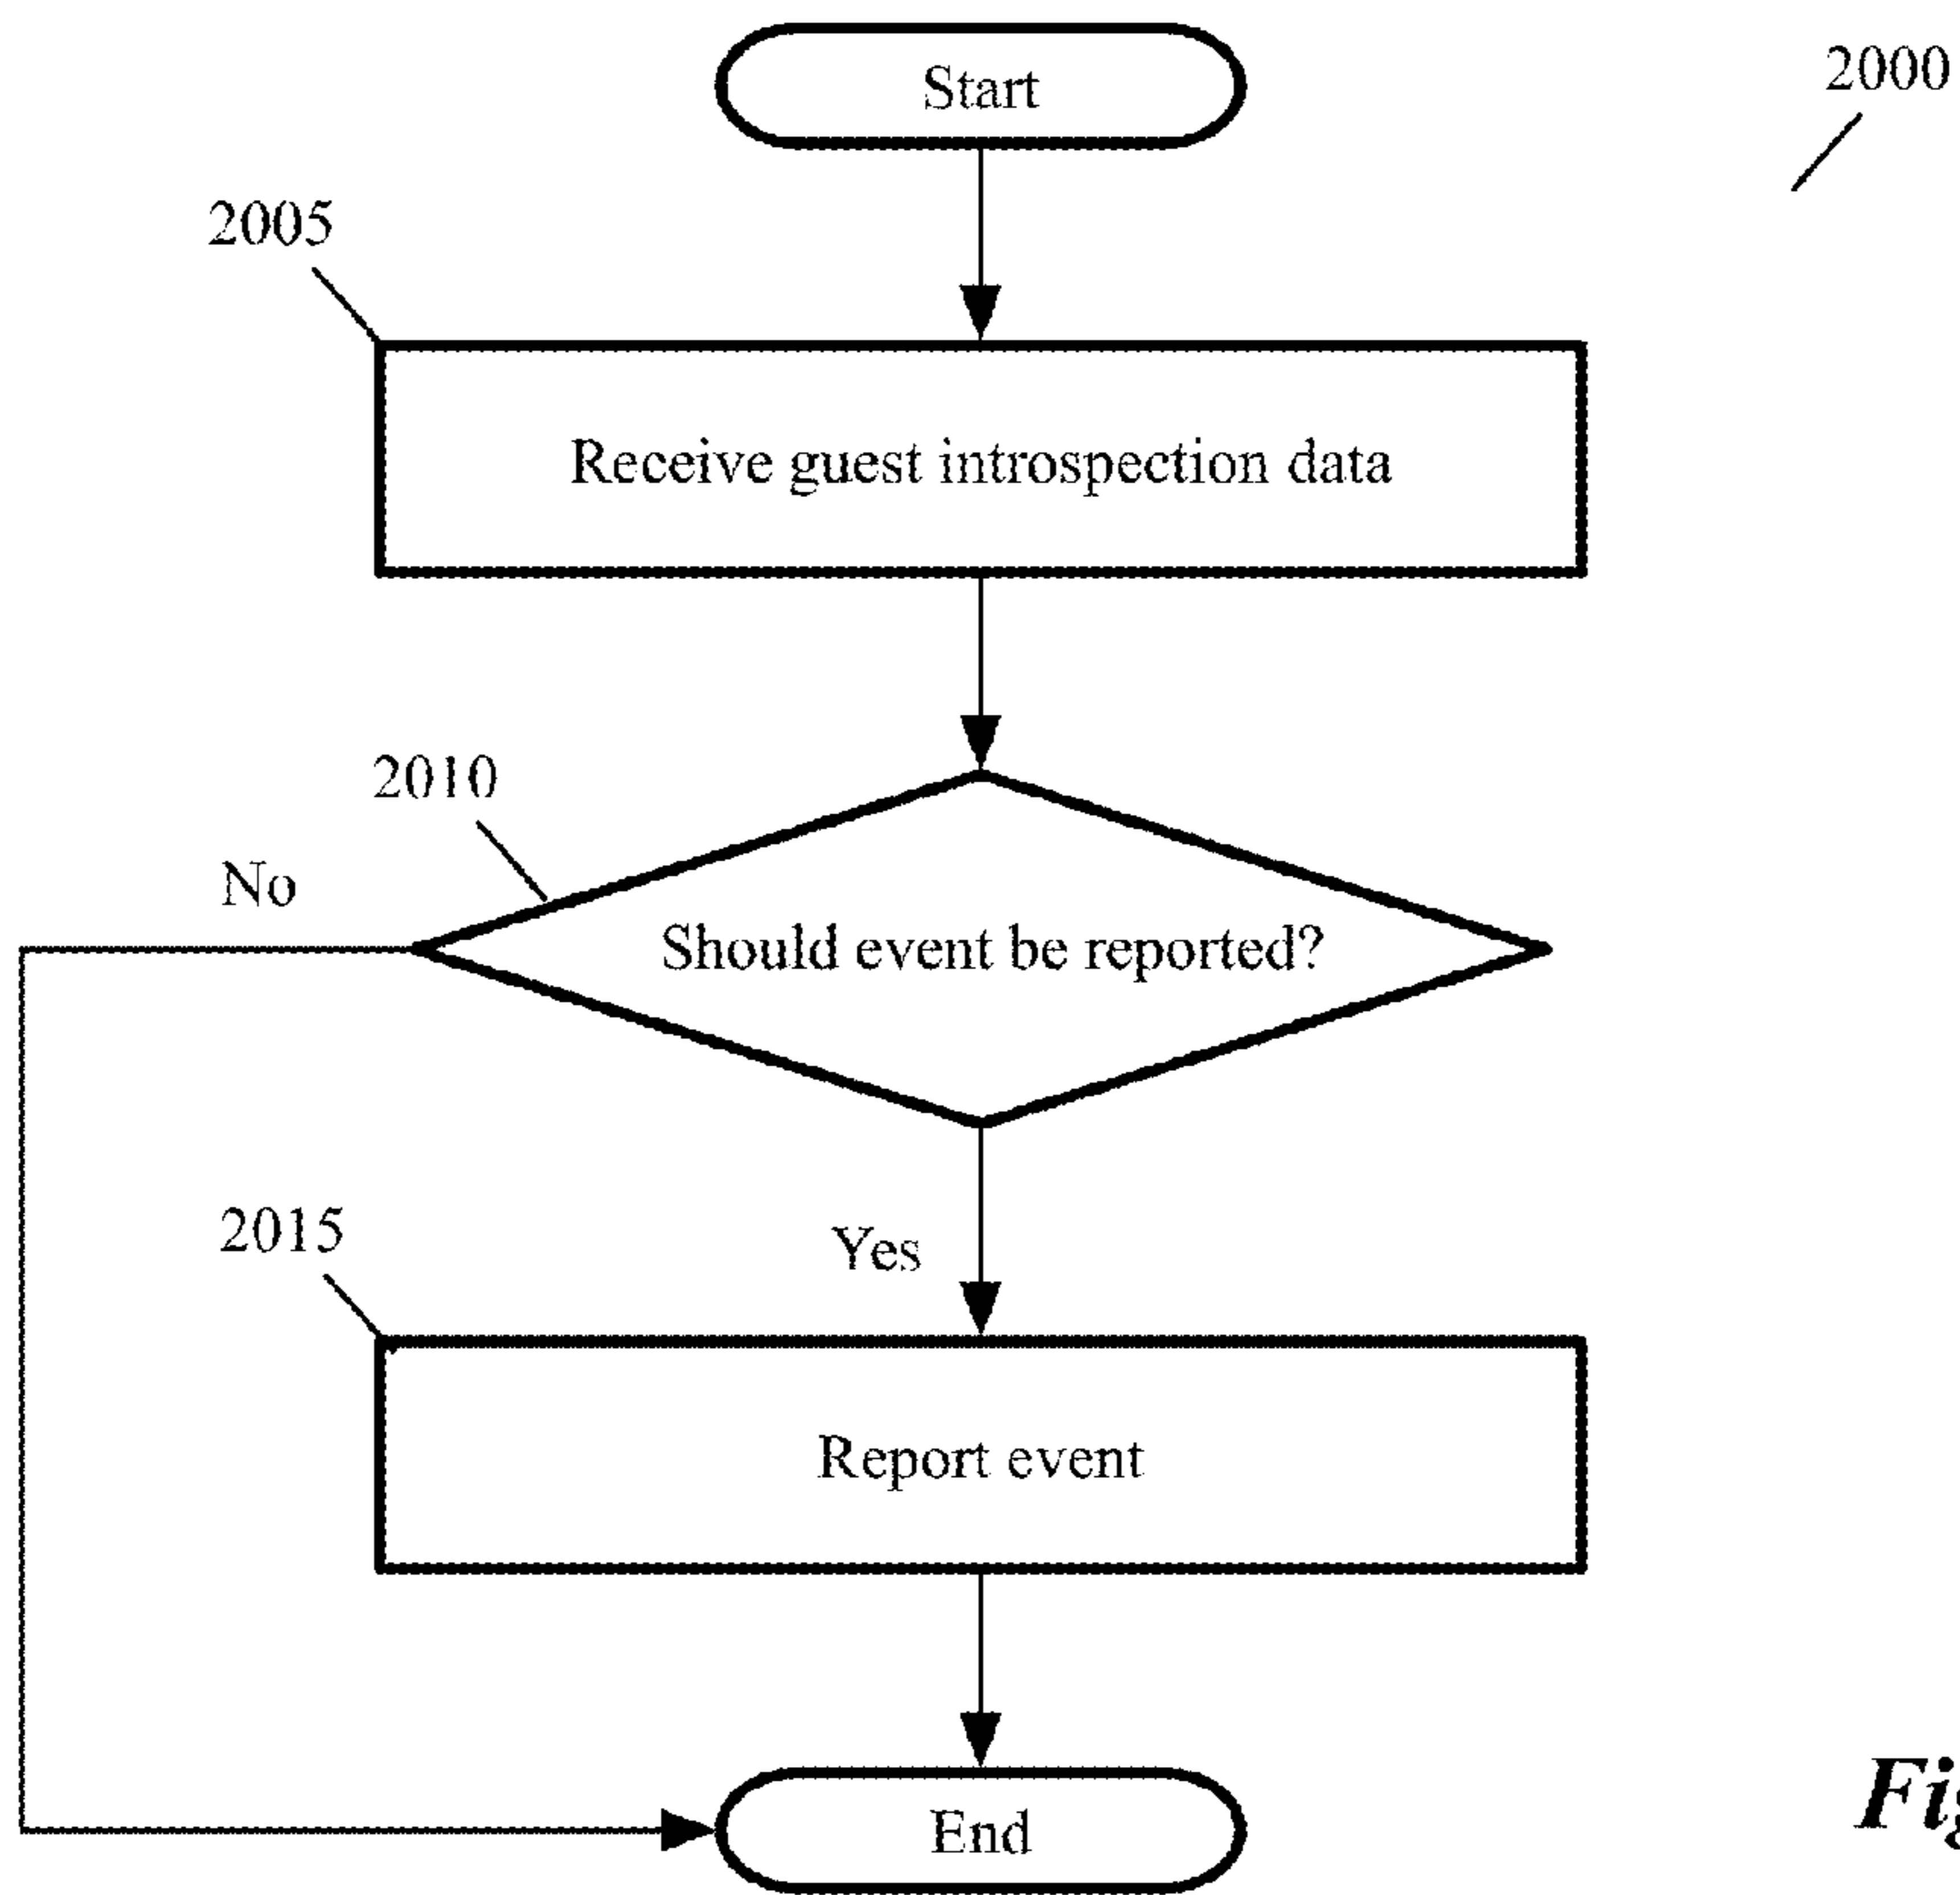 Start
2000
2005
Receive guest introspection data
2010
No
Should event be reported?
Yes
2015
Report event
End